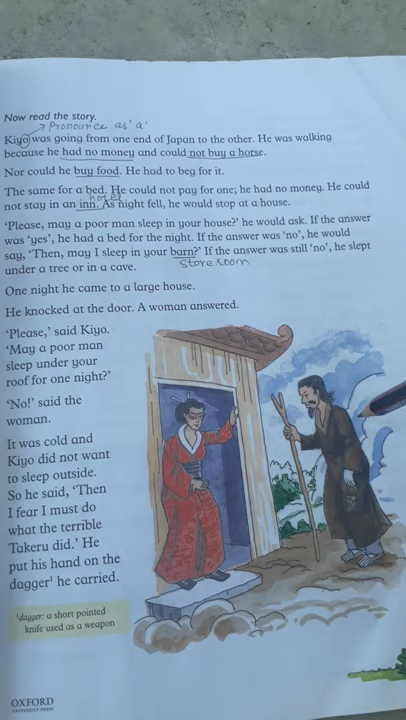 Now read the story.
Pronounce as 'a'
Kiyo was going from one end of Japan to the other. He was walking
because he had no money and could not buy a horse.
Nor could he buy food. He had to beg for it.
The same for a bed. He could not pay for one; he had no money. He could
hotel
not stay in an inn. As night fell, he would stop at a house.
'Please, may a poor man sleep in your house?' he would ask. If the answer
was 'yes', he had a bed for the night. If the answer was 'no', he would
say, 'Then, may I sleep in your barn?' If the answer was still 'no', he slept
Store room
under a tree or in a cave.
One night he came to a large house.
He knocked at the door. A woman answered.
'Please,' said Kiyo.
'May a poor man
sleep under your
roof for one night?'
'No!' said the
woman.
It was cold and
Kiyo did not want
to sleep outside.
So he said, 'Then
I fear I must do
what the terrible
Takeru did.' He
put his hand on the
dagger¹ he carried.
¹dagger: a short pointed
knife used as a weapon
OXFORD
UNIVERSITY PRESS